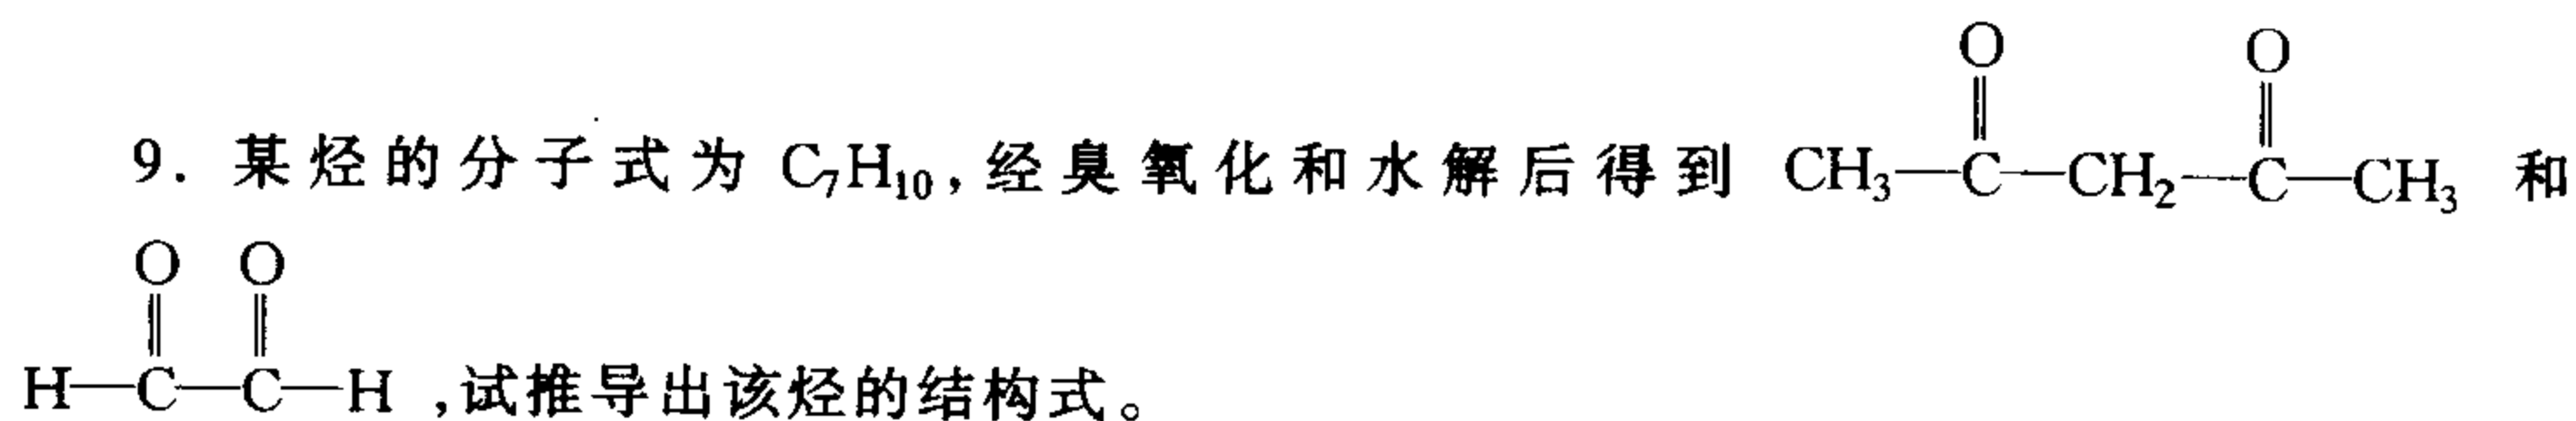 O O
9. 某烃的分子式为 C₇H₁₀,经臭氧化和水解后得到 CH₃—C—CH₂—C—CH₃ 和
O O
H—C—C—H ,试推导出该烃的结构式。